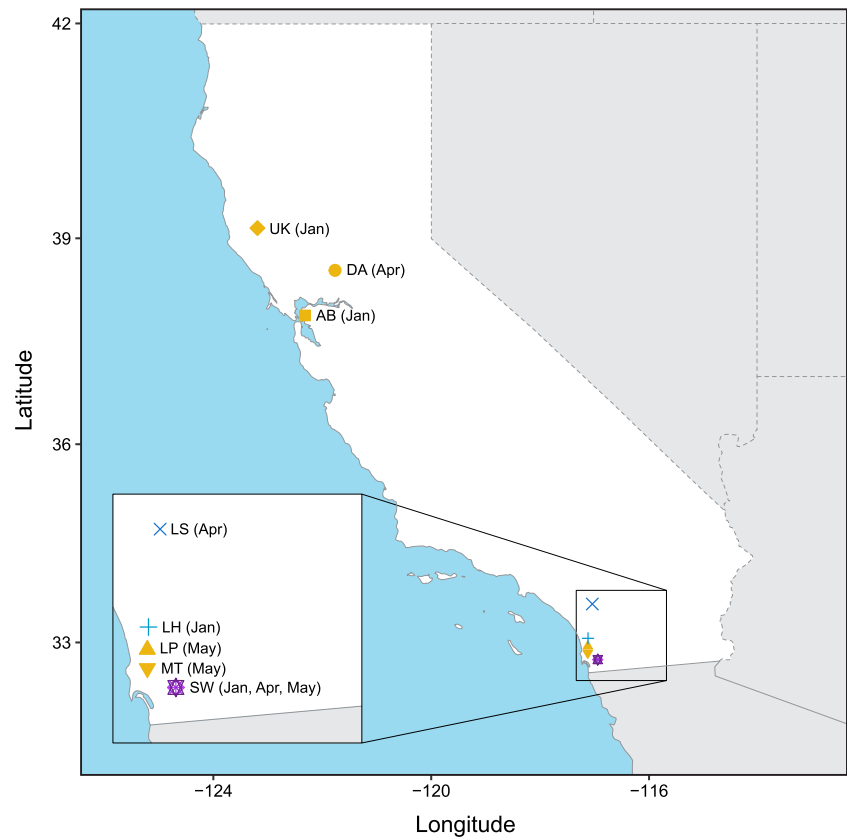 42
39
36
33
Latitude
UK (Jan)
DA (Apr)
AB (Jan)
LS (Apr)
LH (Jan)
LP (May)
MT (May)
SW (Jan, Apr, May)
−124
−120
−116
Longitude